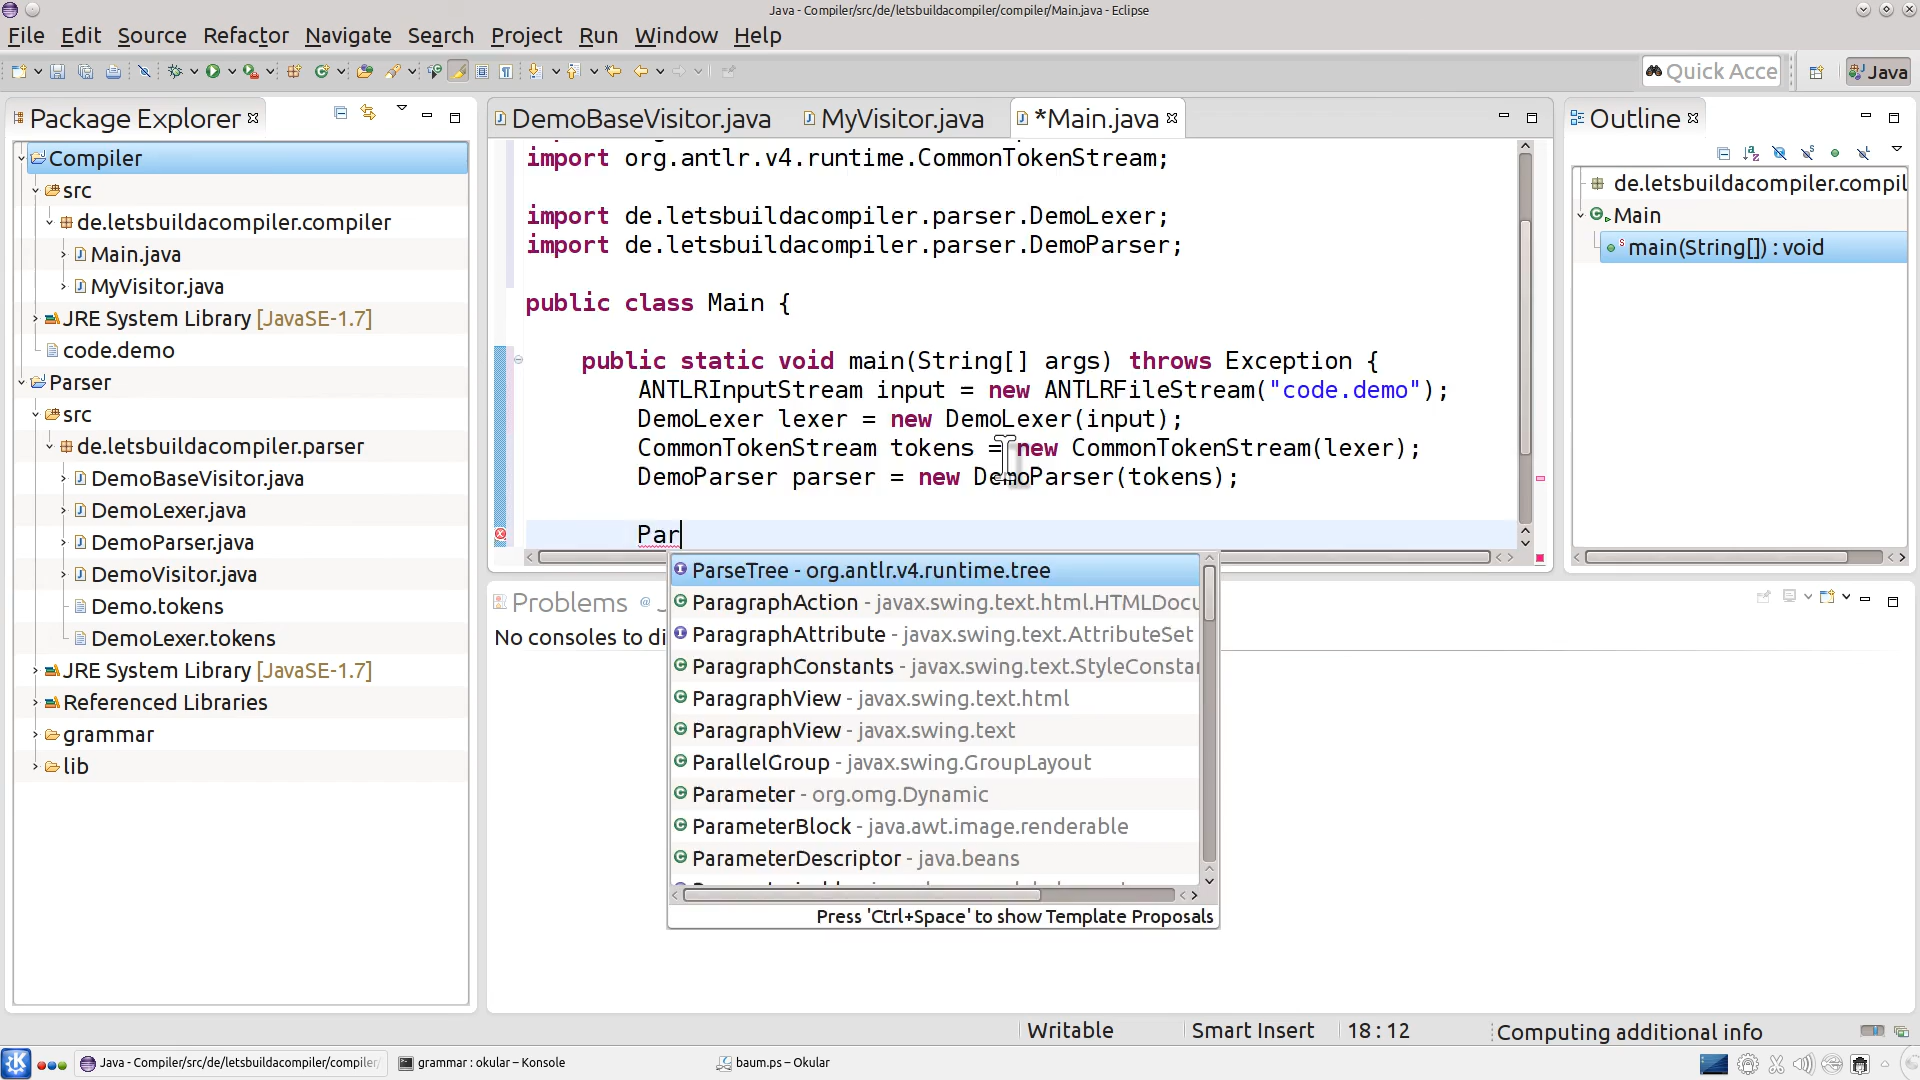 Java - Compiler/src/de/letsbuildacompiler/compiler/Main.java - Eclipse
File Edit Source Refactor Navigate Search Project Run Window Help
Quick Acce
Java
Package Explorer
Compiler
src
de.letsbuildacompiler.compiler
Main.java
MyVisitor.java
JRE System Library [JavaSE-1.7]
code.demo
Parser
src
de.letsbuildacompiler.parser
DemoBaseVisitor.java
DemoLexer.java
DemoParser.java
DemoVisitor.java
Demo.tokens
DemoLexer.tokens
JRE System Library [JavaSE-1.7]
Referenced Libraries
grammar
lib
DemoBaseVisitor.java MyVisitor.java *Main.java
import org.antlr.v4.runtime.CommonTokenStream;
import de.letsbuildacompiler.parser.DemoLexer;
import de.letsbuildacompiler.parser.DemoParser;
public class Main {
public static void main(String[] args) throws Exception {
ANTLRInputStream input = new ANTLRFileStream("code.demo");
DemoLexer lexer = new DemoLexer(input);
CommonTokenStream tokens = new CommonTokenStream(lexer);
DemoParser parser = new DemoParser(tokens);
Par
ParseTree - org.antlr.v4.runtime.tree
ParagraphAction - javax.swing.text.html.HTMLDocu
ParagraphAttribute - javax.swing.text.AttributeSet
ParagraphConstants - javax.swing.text.StyleConstan
ParagraphView - javax.swing.text.html
ParagraphView - javax.swing.text
ParallelGroup - javax.swing.GroupLayout
Parameter - org.omg.Dynamic
ParameterBlock - java.awt.image.renderable
ParameterDescriptor - java.beans
Press 'Ctrl+Space' to show Template Proposals
Problems @ J
No consoles to di
Outline
de.letsbuildacompiler.compil
Main
main(String[]) : void
Writable Smart Insert 18 : 12 Computing additional info
Java - Compiler/src/de/letsbuildacompiler/compiler/ grammar : okular – Konsole baum.ps – Okular